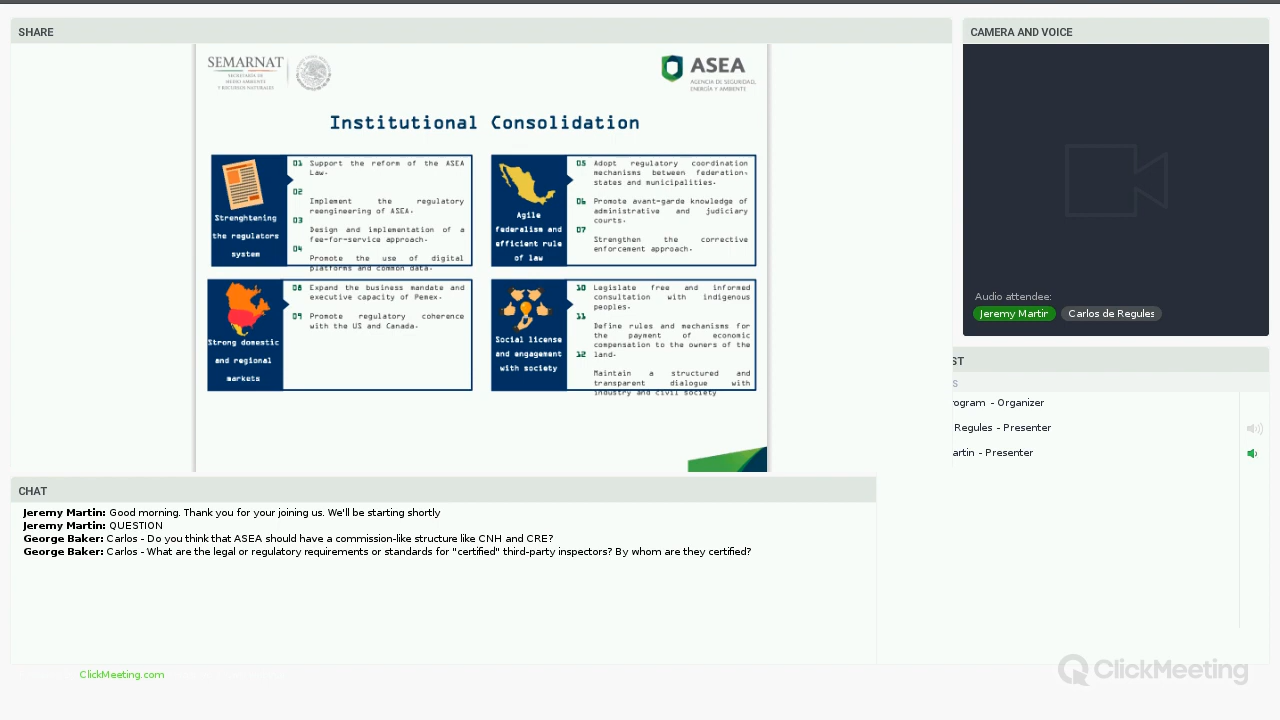 SHARE
SEMARNAT
SECRETARÍA DE
MEDIO AMBIENTE
Y RECURSOS NATURALES
ASEA
AGENCIA DE SEGURIDAD,
ENERGÍA Y AMBIENTE
Institutional Consolidation
Strenghtening
the regulators
system
01 Support the reform of the ASEA
Law.
02
Implement the regulatory
reengineering of ASEA.
03
Design and implementation of a
fee-for-service approach.
04
Promote the use of digital
platforms and common data.
Agile
federalism and
efficient rule
of law
05 Adopt regulatory coordination
mechanisms between federation,
states and municipalities.
06 Promote avant-garde knowledge of
administrative and judiciary
courts.
07
Strengthen the corrective
enforcement approach.
Strong domestic
and regional
markets
08 Expand the business mandate and
executive capacity of Pemex.
09 Promote regulatory coherence
with the US and Canada.
Social license
and engagement
with society
10 Legislate free and informed
consultation with indigenous
peoples.
11
Define rules and mechanisms for
the payment of economic
compensation to the owners of the
12 land.
Maintain a structured and
transparent dialogue with
industry and civil society
CAMERA AND VOICE
Audio attendee:
Jeremy Martin Carlos de Regules
ST
S
rogram - Organizer
Regules - Presenter
artin - Presenter
CHAT
Jeremy Martin: Good morning. Thank you for your joining us. We'll be starting shortly
Jeremy Martin: QUESTION
George Baker: Carlos - Do you think that ASEA should have a commission-like structure like CNH and CRE?
George Baker: Carlos - What are the legal or regulatory requirements or standards for "certified" third-party inspectors? By whom are they certified?
ClickMeeting.com
ClickMeeting